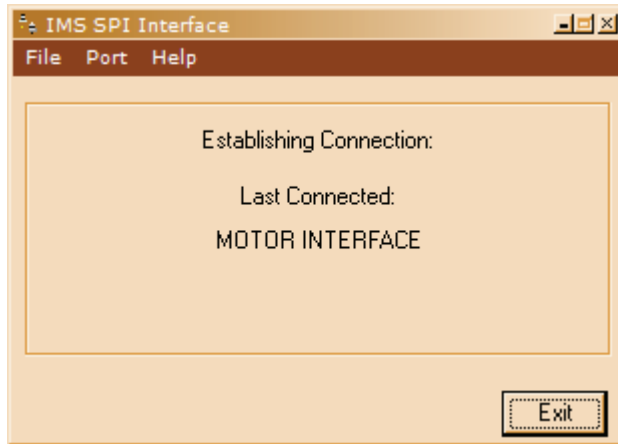 IMS SPI Interface
File Port Help
Establishing Connection:
Last Connected:
MOTOR INTERFACE
Exit